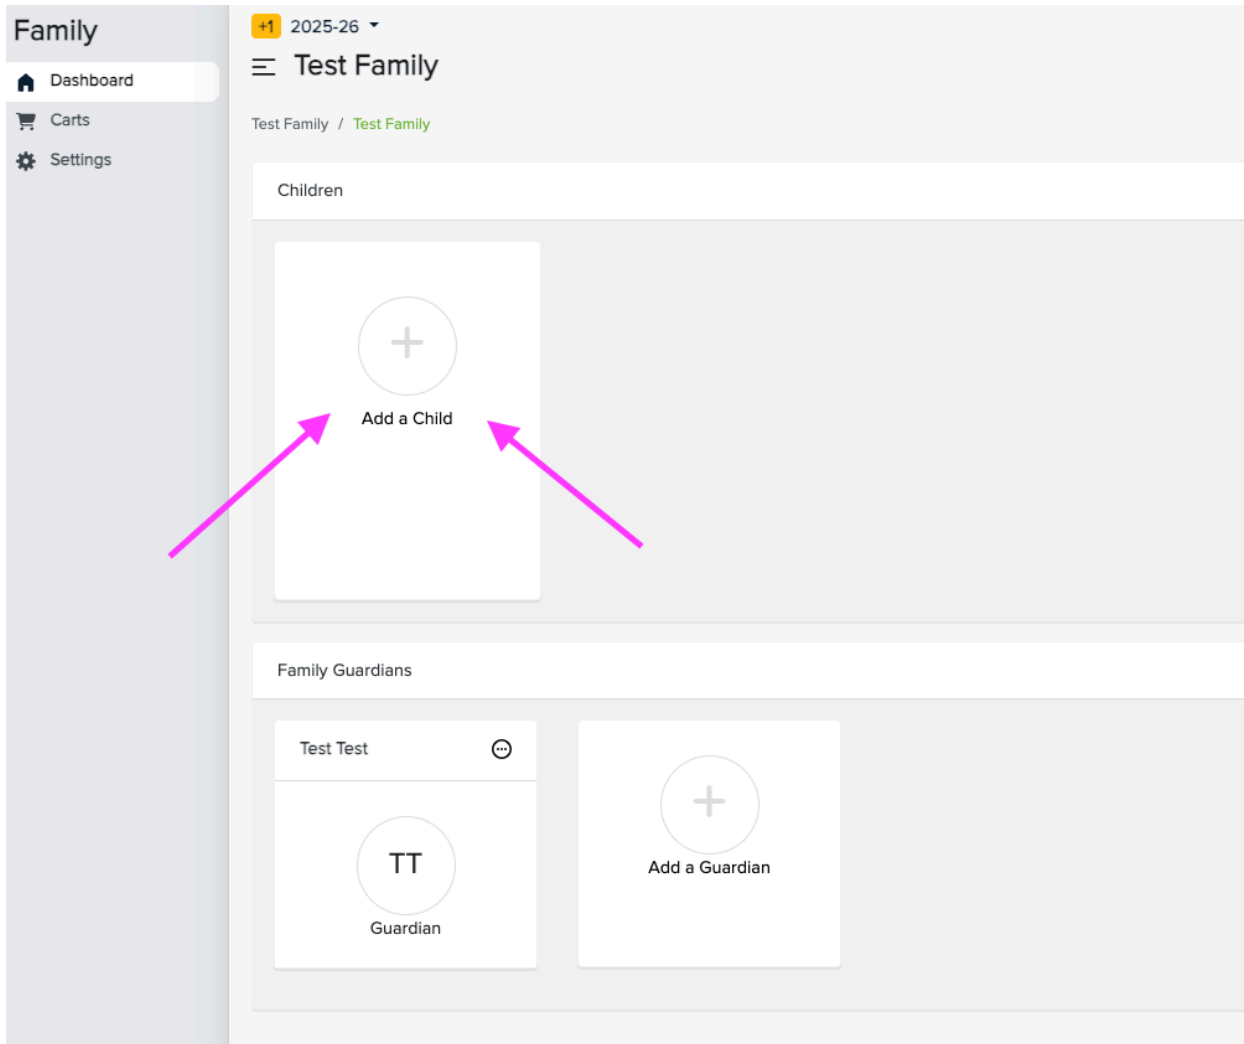 Family
Dashboard
Carts
Settings
+1 2025-26
Test Family
Test Family / Test Family
Children
Add a Child
Family Guardians
Test Test
TT
Guardian
Add a Guardian